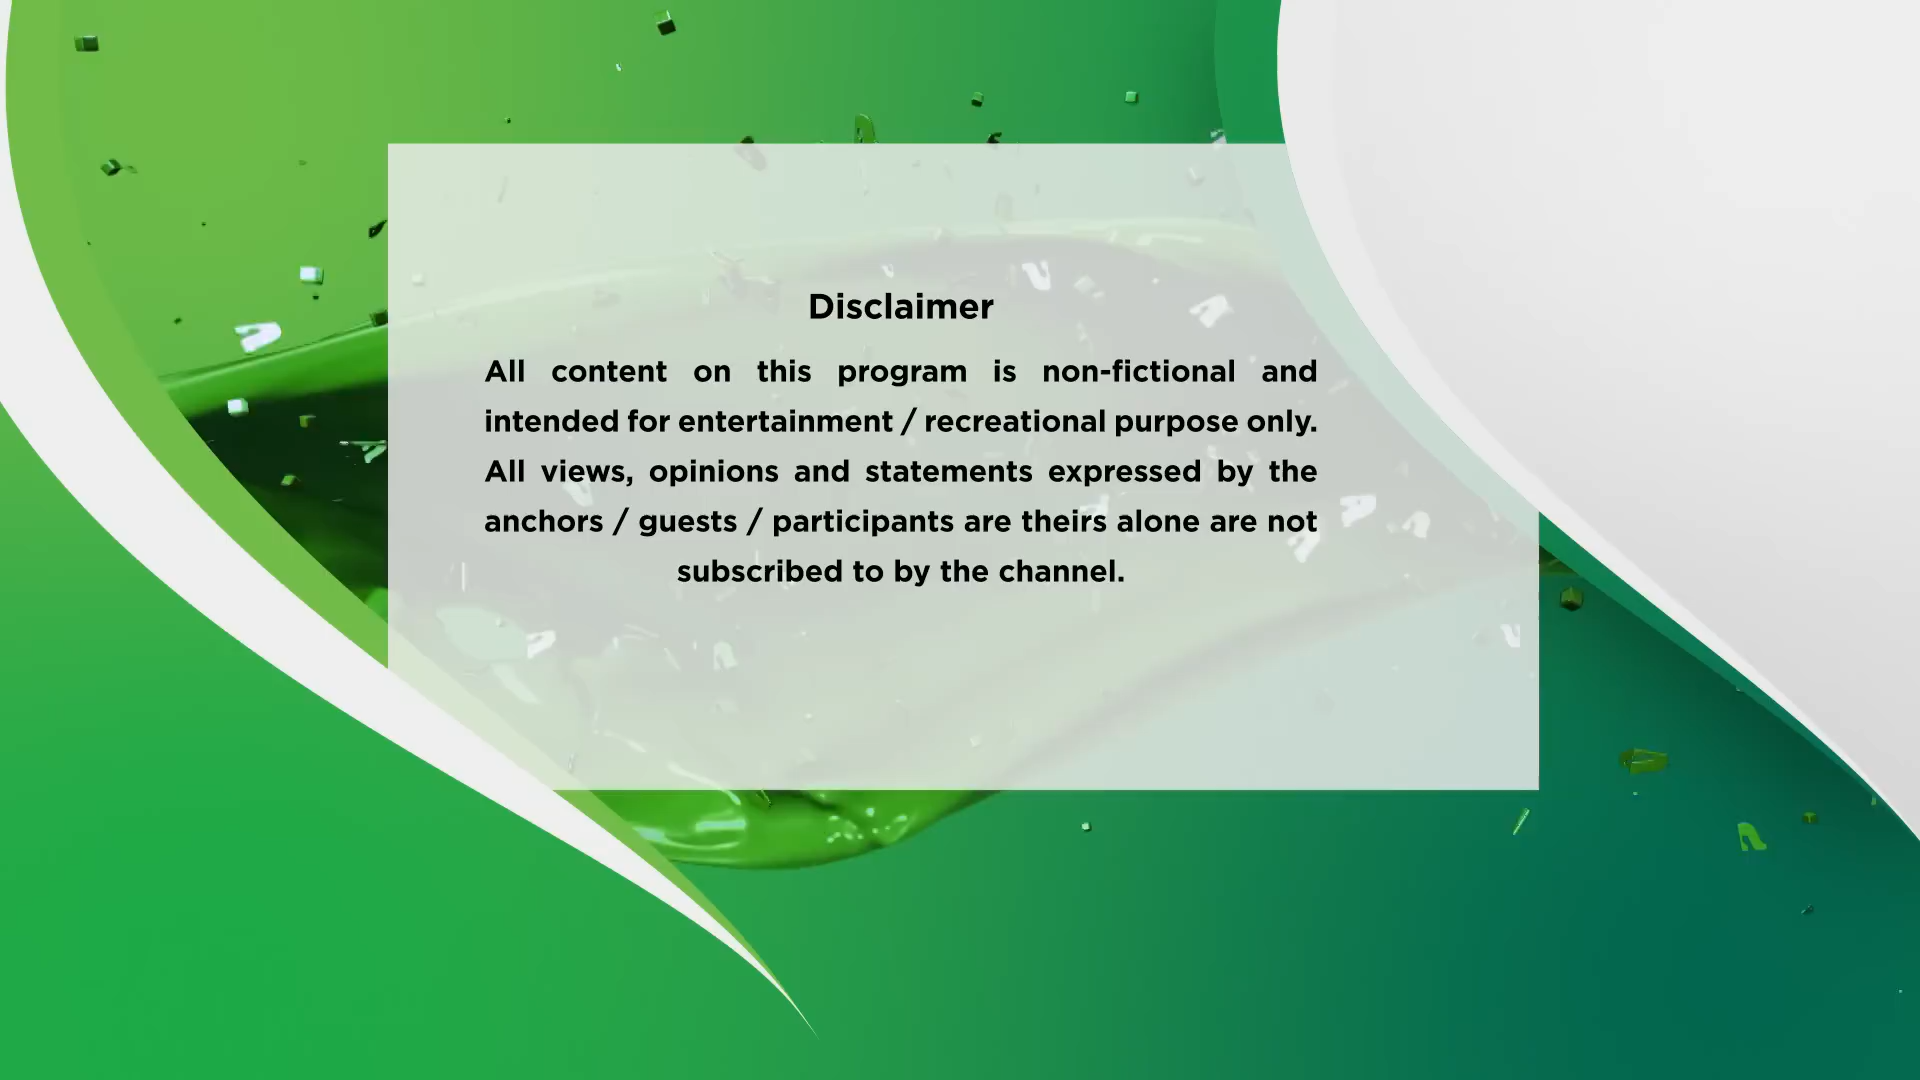 Disclaimer
All content on this program is non-fictional and
intended for entertainment / recreational purpose only.
All views, opinions and statements expressed by the
anchors / guests / participants are theirs alone are not
subscribed to by the channel.